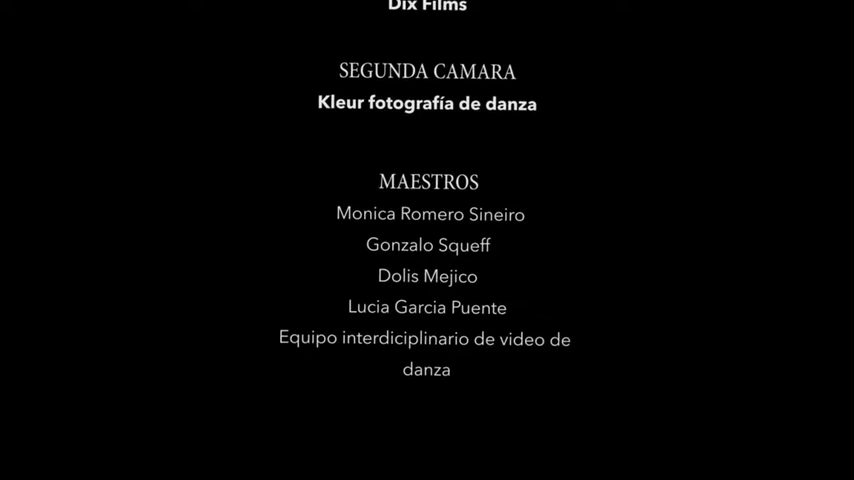 Dix Films
SEGUNDA CAMARA
Kleur fotografía de danza
MAESTROS
Monica Romero Sineiro
Gonzalo Squeff
Dolis Mejico
Lucia Garcia Puente
Equipo interdiciplinario de video de
danza